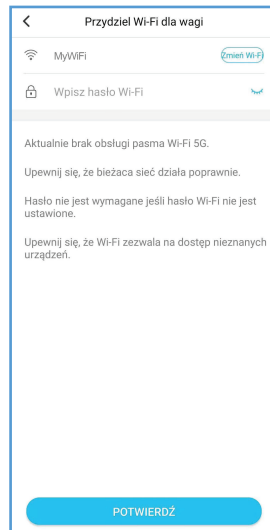 Przydziel Wi-Fi dla wagi
MyWiFi
Zmień Wi-Fi
Wpisz hasło Wi-Fi
Aktualnie brak obsługi pasma Wi-Fi 5G.
Upewnij się, że bieżaca sieć działa poprawnie.
Hasło nie jest wymagane jeśli hasło Wi-Fi nie jest
ustawione.
Upewnij się, że Wi-Fi zezwala na dostęp nieznanych
urządzeń.
POTWIERDŹ